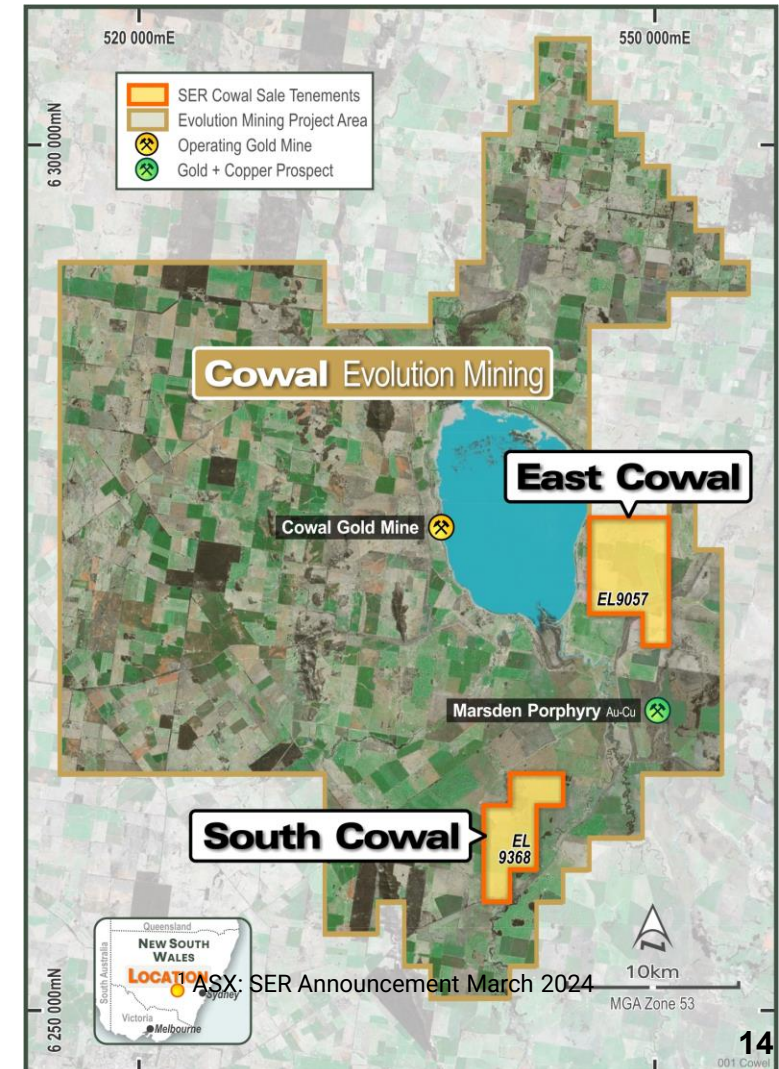 520 000mE
550 000mE
6 300 000mN
SER Cowal Sale Tenements
Evolution Mining Project Area
Operating Gold Mine
Gold + Copper Prospect
Cowal Evolution Mining
East Cowal
Cowal Gold Mine
EL9057
Marsden Porphyry Au-Cu
South Cowal
EL
9368
Queensland
NEW SOUTH
WALES
South Australia
LOCATION
Sydney
Victoria
Melbourne
1 ASX: SER Announcement March 2024
N
10km
MGA Zone 53
6 250 000mN
14
001 Cowel